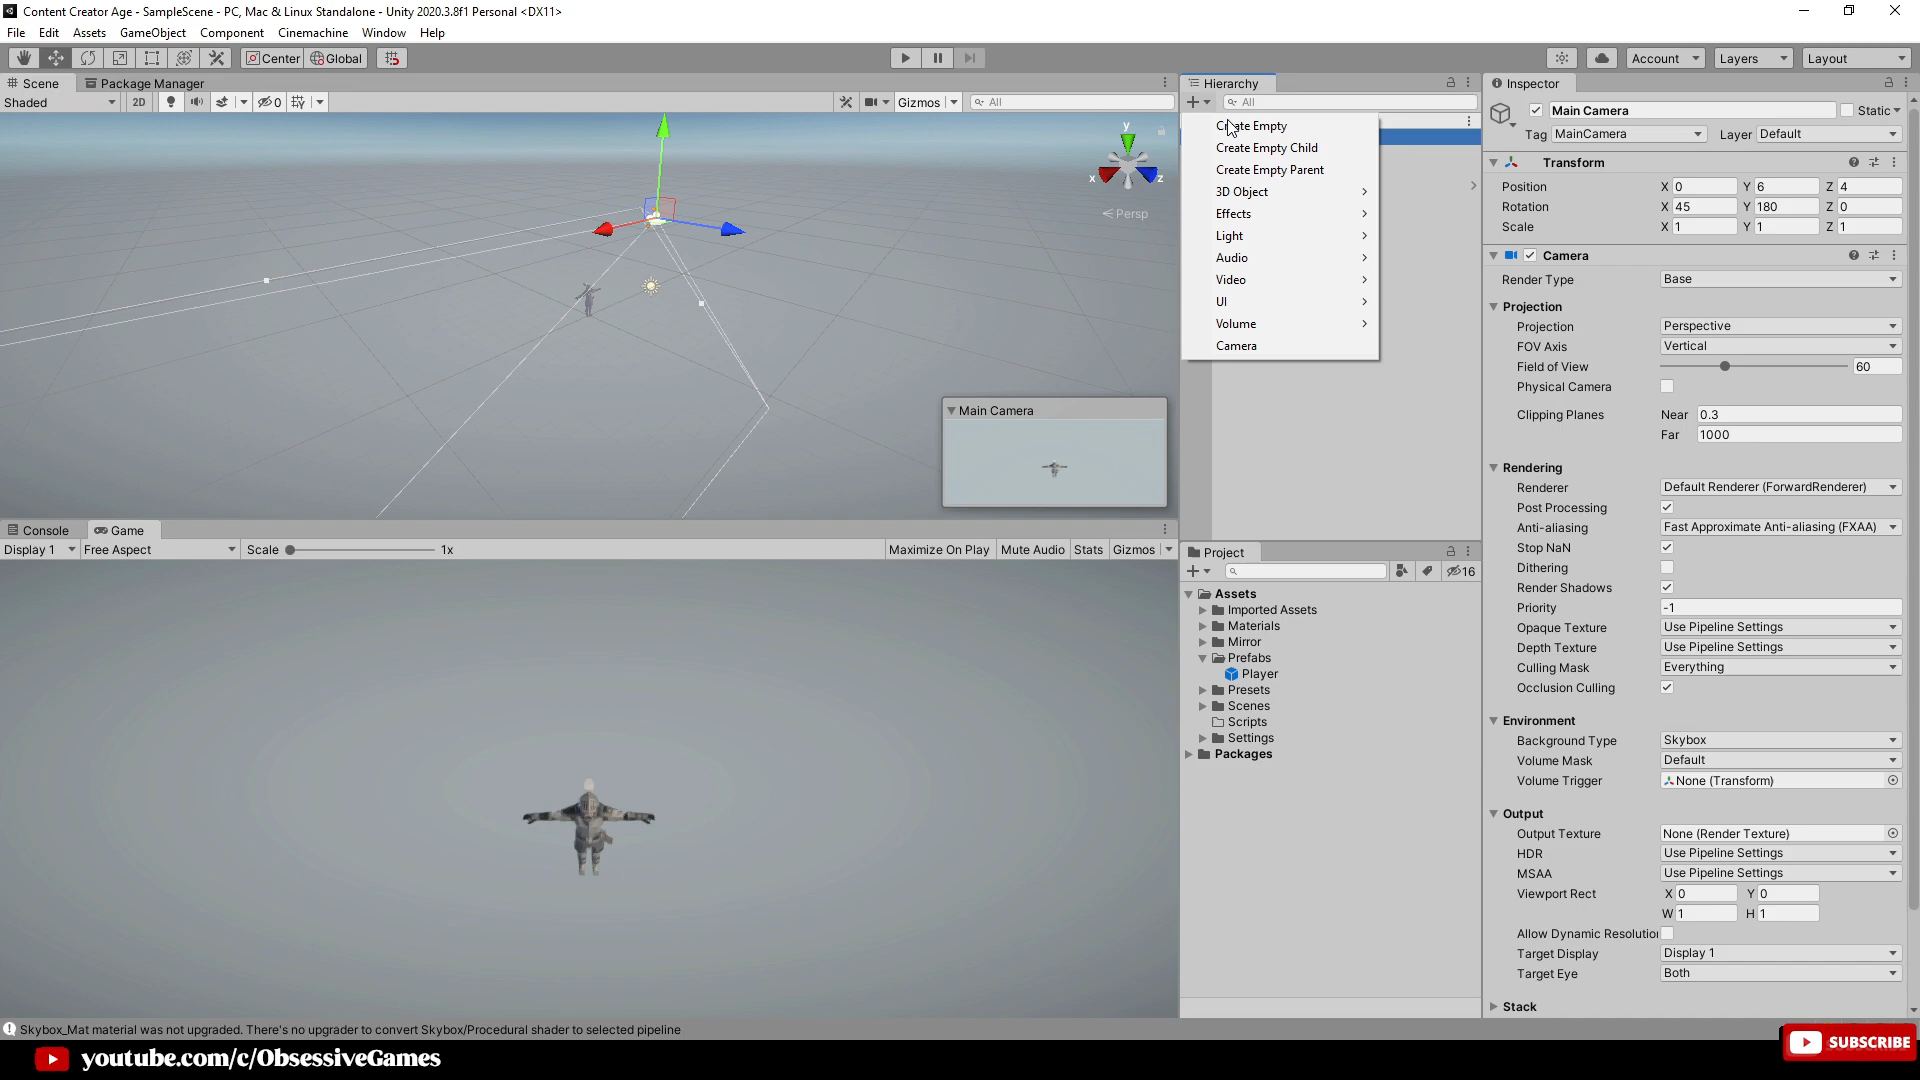 Content Creator Age - SampleScene - PC, Mac & Linux Standalone - Unity 2020.3.8f1 Personal <DX11>
File Edit Assets GameObject Component Cinemachine Window Help
Center Global Account Layers Layout
Scene Package Manager
Shaded 2D 0 Gizmos All
y
x z
Persp
Main Camera
Console Game
Display 1 Free Aspect Scale 1x Maximize On Play Mute Audio Stats Gizmos
Hierarchy
All
Create Empty
Create Empty Child
Create Empty Parent
3D Object
Effects
Light
Audio
Video
UI
Volume
Camera
Project
16
Assets
Imported Assets
Materials
Mirror
Prefabs
Player
Presets
Scenes
Scripts
Settings
Packages
Inspector
Main Camera Static
Tag MainCamera Layer Default
Transform
Position X 0 Y 6 Z 4
Rotation X 45 Y 180 Z 0
Scale X 1 Y 1 Z 1
Camera
Render Type Base
Projection
Projection Perspective
FOV Axis Vertical
Field of View 60
Physical Camera
Clipping Planes Near 0.3
Far 1000
Rendering
Renderer Default Renderer (ForwardRenderer)
Post Processing
Anti-aliasing Fast Approximate Anti-aliasing (FXAA)
Stop NaN
Dithering
Render Shadows
Priority -1
Opaque Texture Use Pipeline Settings
Depth Texture Use Pipeline Settings
Culling Mask Everything
Occlusion Culling
Environment
Background Type Skybox
Volume Mask Default
Volume Trigger None (Transform)
Output
Output Texture None (Render Texture)
HDR Use Pipeline Settings
MSAA Use Pipeline Settings
Viewport Rect X 0 Y 0
W 1 H 1
Allow Dynamic Resolutio
Target Display Display 1
Target Eye Both
Stack
Skybox_Mat material was not upgraded. There's no upgrader to convert Skybox/Procedural shader to selected pipeline
youtube.com/c/ObsessiveGames
SUBSCRIBE